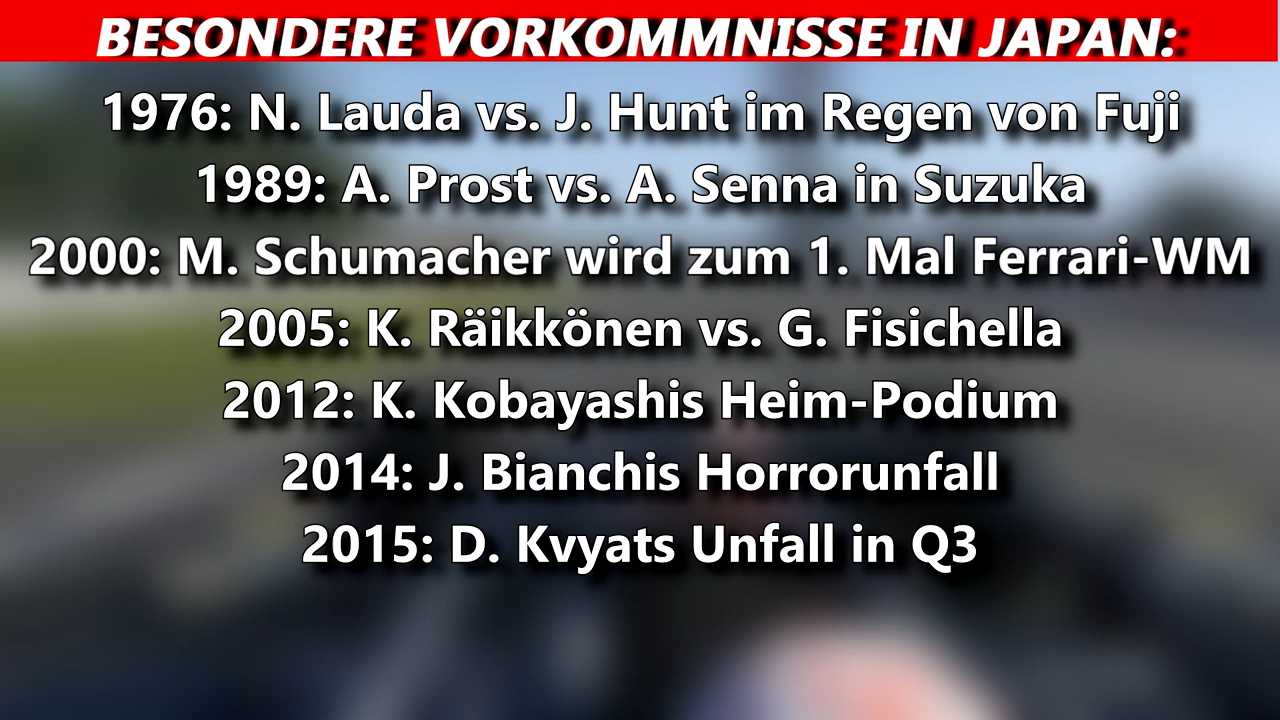 BESONDERE VORKOMMNISSE IN JAPAN:
1976: N. Lauda vs. J. Hunt im Regen von Fuji
1989: A. Prost vs. A. Senna in Suzuka
2000: M. Schumacher wird zum 1. Mal Ferrari-WM
2005: K. Räikkönen vs. G. Fisichella
2012: K. Kobayashis Heim-Podium
2014: J. Bianchis Horrorunfall
2015: D. Kvyats Unfall in Q3